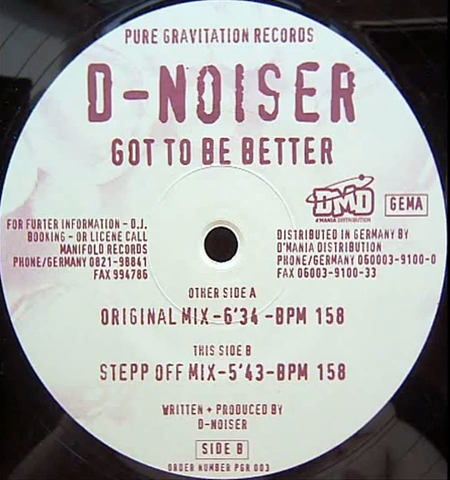 PURE GRAVITATION RECORDS
D-NOISER
GOT TO BE BETTER
DMD
D'MANIA DISTRIBUTION
GEMA
FOR FURTER INFORMATION - D.J.
BOOKING - OR LICENE CALL
MANIFOLD RECORDS
PHONE/GERMANY 0821-98841
FAX 994786
DISTRIBUTED IN GERMANY BY
D'MANIA DISTRIBUTION
PHONE/GERMANY 060003-9100-0
FAX 06003-9100-33
OTHER SIDE A
ORIGINAL MIX-6'34 -BPM 158
THIS SIDE B
STEPP OFF MIX-5'43-BPM 158
WRITTEN + PRODUCED BY
D-NOISER
SIDE B
ORDER NUMBER PGR 003